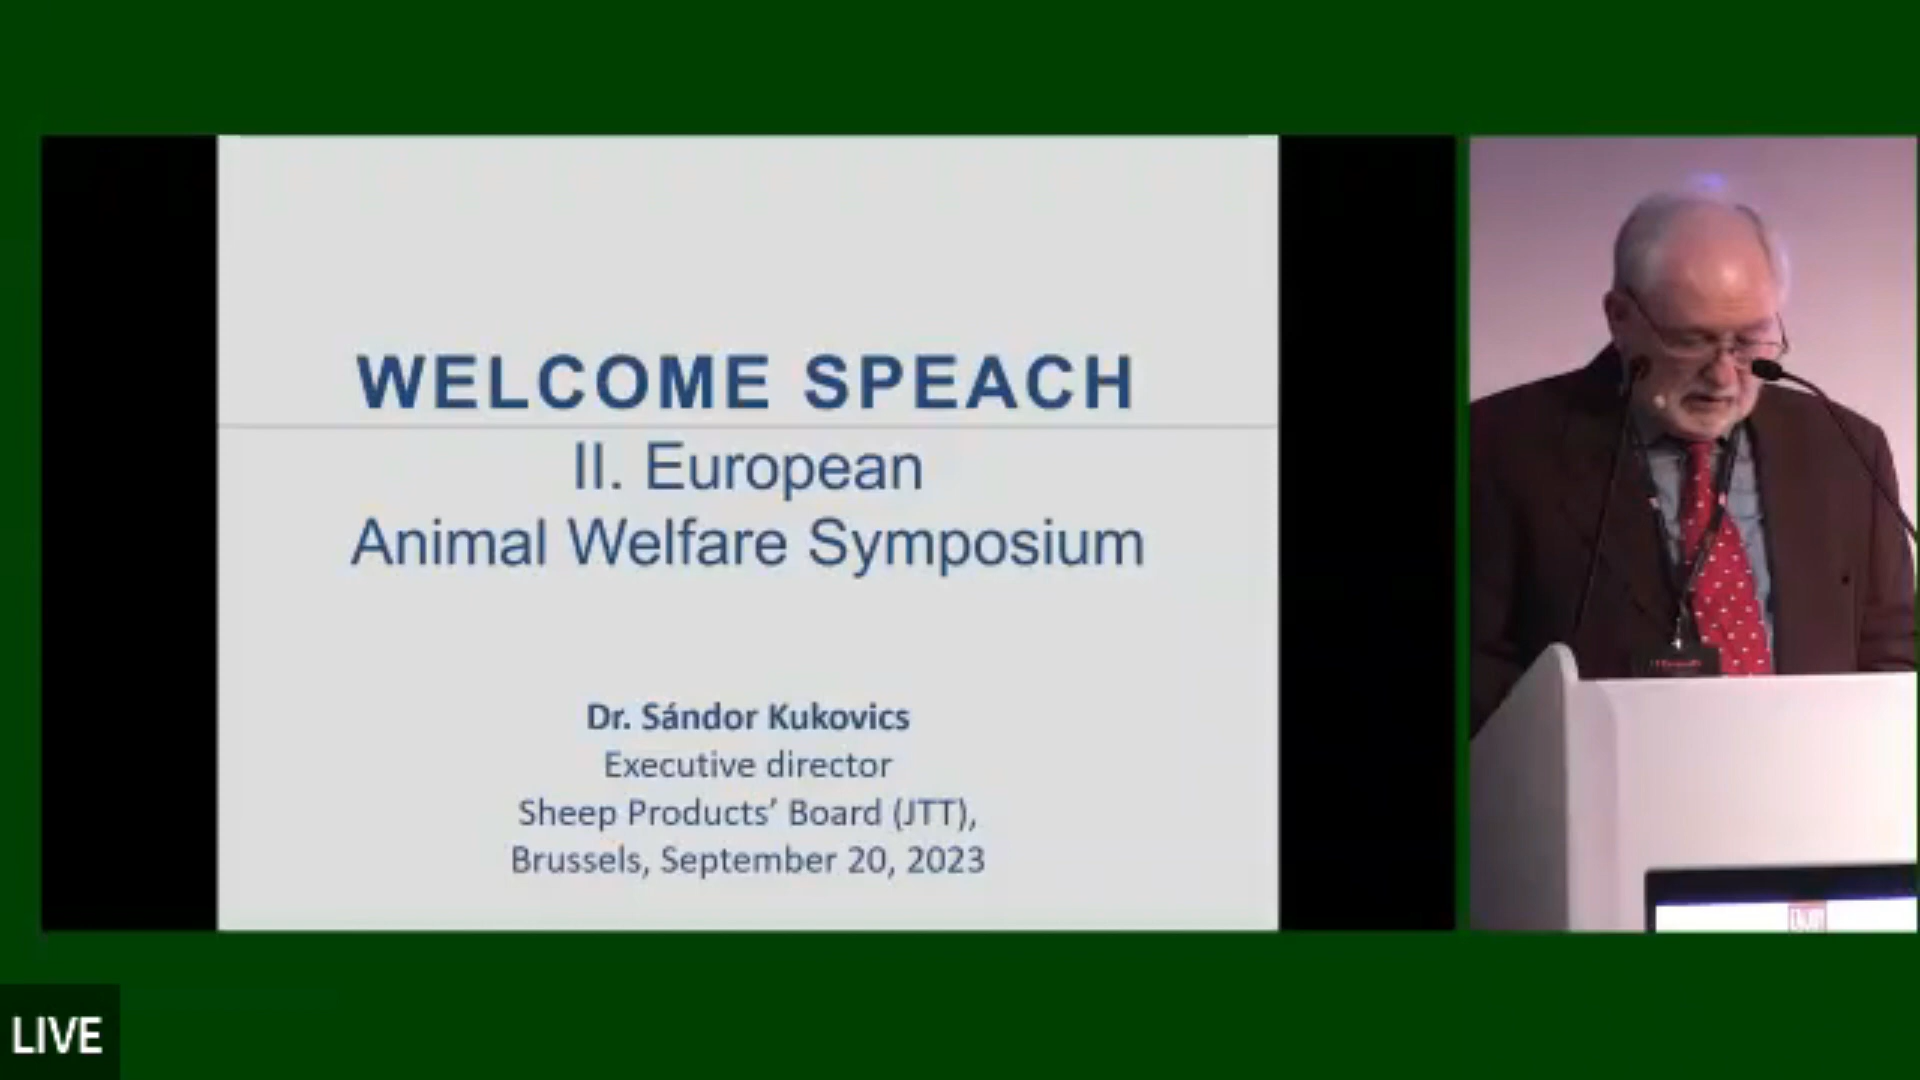 WELCOME SPEACH
II. European
Animal Welfare Symposium
Dr. Sándor Kukovics
Executive director
Sheep Products' Board (JTT),
Brussels, September 20, 2023
LIVE